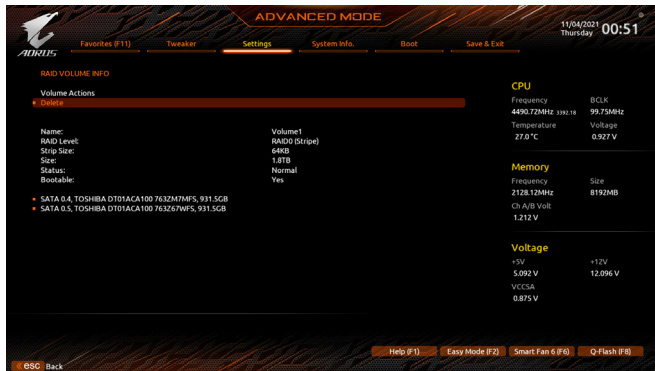 ADVANCED MODE
11/04/2021 Thursday 00:51
AORUS
Favorites (F11) Tweaker Settings System Info. Boot Save & Exit
RAID VOLUME INFO
Volume Actions
Delete
Name: Volume1
RAID Level: RAID0 (Stripe)
Strip Size: 64KB
Size: 1.8TB
Status: Normal
Bootable: Yes
SATA 0.4, TOSHIBA DT01ACA100 763ZM7MFS, 931.5GB
SATA 0.5, TOSHIBA DT01ACA100 763Z67WFS, 931.5GB
CPU
Frequency BCLK
4490.72MHz 3392.18 99.75MHz
Temperature Voltage
27.0 °C 0.927 V
Memory
Frequency Size
2128.12MHz 8192MB
Ch A/B Volt
1.212 V
Voltage
+5V +12V
5.092 V 12.096 V
VCCSA
0.875 V
Help (F1) Easy Mode (F2) Smart Fan 6 (F6) Q-Flash (F8)
esc Back